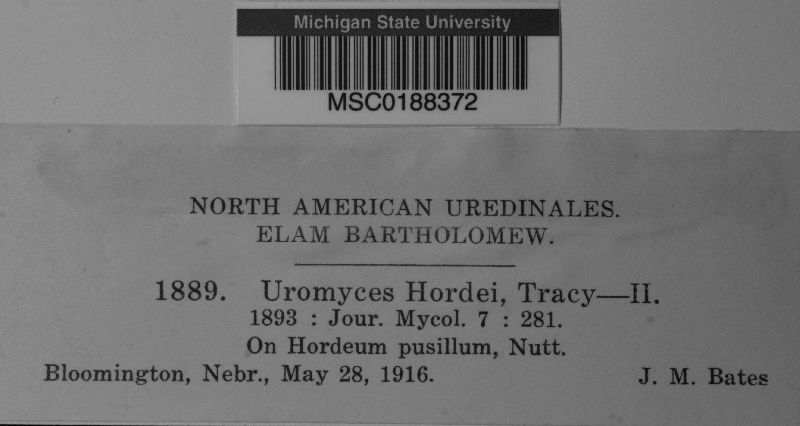 Michigan State University
MSC0188372
NORTH AMERICAN UREDINALES.
ELAM BARTHOLOMEW.
1889. Uromyces Hordei, Tracy—II.
1893 : Jour. Mycol. 7 : 281.
On Hordeum pusillum, Nutt.
Bloomington, Nebr., May 28, 1916. J. M. Bates